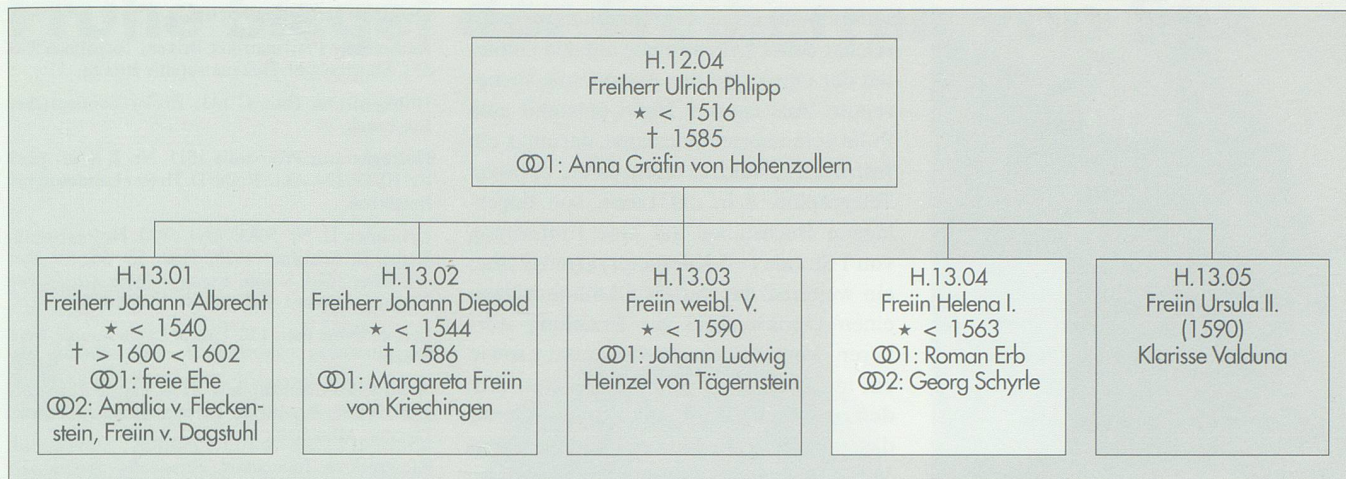 H.12.04
Freiherr Ulrich Phlipp
★ < 1516
† 1585
⚭1: Anna Gräfin von Hohenzollern
H.13.01
Freiherr Johann Albrecht
★ < 1540
† > 1600 < 1602
⚭1: freie Ehe
⚭2: Amalia v. Flecken-
stein, Freiin v. Dagstuhl
H.13.02
Freiherr Johann Diepold
★ < 1544
† 1586
⚭1: Margareta Freiin
von Kriechingen
H.13.03
Freiin weibl. V.
★ < 1590
⚭1: Johann Ludwig
Heinzel von Tägernstein
H.13.04
Freiin Helena I.
★ < 1563
⚭1: Roman Erb
⚭2: Georg Schyrle
H.13.05
Freiin Ursula II.
(1590)
Klarisse Valduna